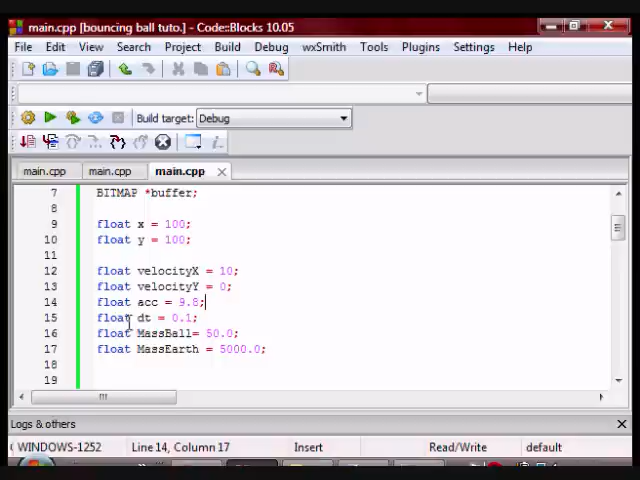 main.cpp [bouncing ball tuto.] - Code::Blocks 10.05
File Edit View Search Project Build Debug wxSmith Tools Plugins Settings Help
Build target: Debug
main.cpp main.cpp main.cpp
7 BITMAP *buffer;
8
9 float x = 100;
10 float y = 100;
11
12 float velocityX = 10;
13 float velocityY = 0;
14 float acc = 9.8;
15 float dt = 0.1;
16 float MassBall= 50.0;
17 float MassEarth = 5000.0;
18
19
Logs & others
WINDOWS-1252 Line 14, Column 17 Insert Read/Write default